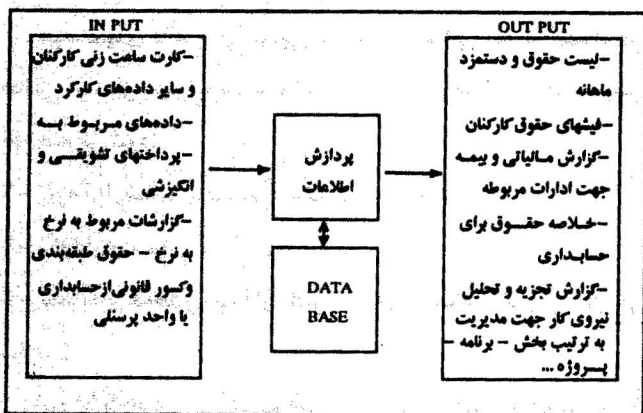 IN PUT
-کارت ساعت زنی کارکنان
و سایر داده‌های کارکرد
-داده‌های مربوط به
-پرداختهای تشویقی و
انگیزشی
-گزارشات مربوط به نرخ
به نرخ - حقوق طبقه‌بندی
وکسور قانونی ازحسابداری
یا واحد پرسنلی
پردازش
اطلاعات
DATA
BASE
OUT PUT
-لیست حقوق و دستمزد
ماهانه
-فیشهای حقوق کارکنان
-گزارش مالیاتی و بیمه
جهت ادارات مربوطه
-خلاصه حقوق برای
حسابداری
-گزارش تجزیه و تحلیل
نیروی کار جهت مدیریت
به ترتیب بخش - برنامه -
پروژه ...